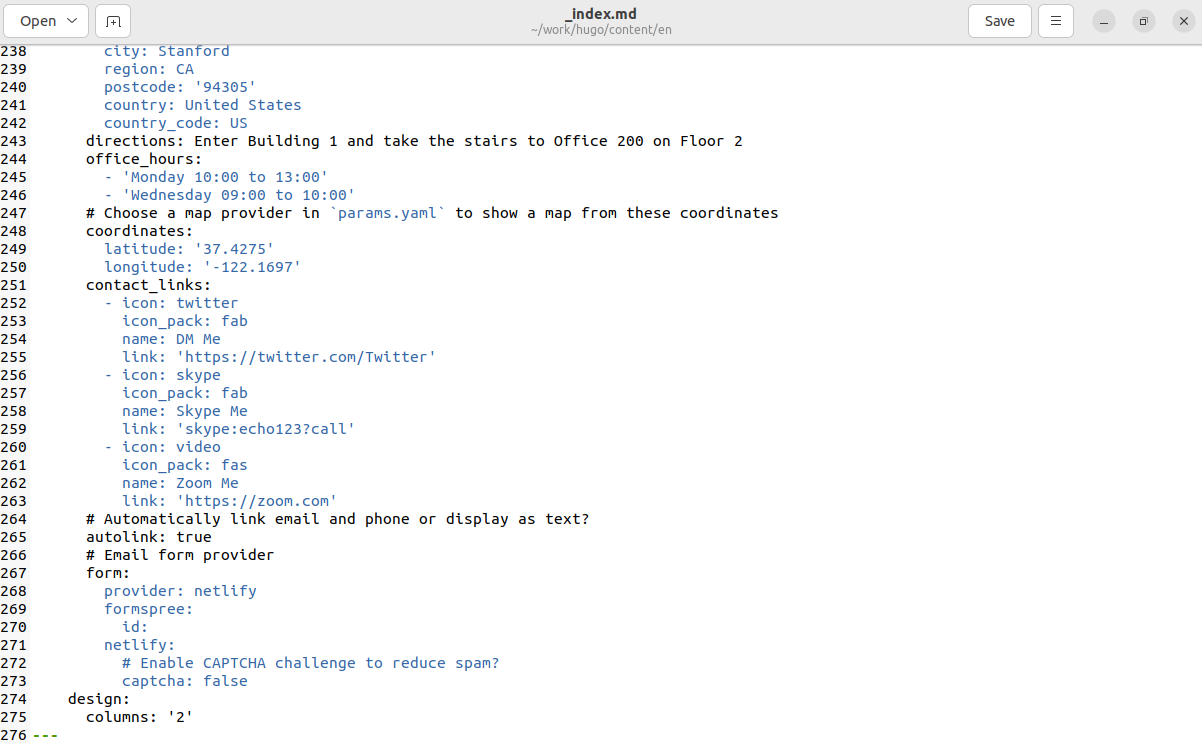 Open
_index.md
~/work/hugo/content/en
Save
238         city: Stanford
239         region: CA
240         postcode: '94305'
241         country: United States
242         country_code: US
243       directions: Enter Building 1 and take the stairs to Office 200 on Floor 2
244       office_hours:
245         - 'Monday 10:00 to 13:00'
246         - 'Wednesday 09:00 to 10:00'
247       # Choose a map provider in `params.yaml` to show a map from these coordinates
248       coordinates:
249         latitude: '37.4275'
250         longitude: '-122.1697'
251       contact_links:
252         - icon: twitter
253           icon_pack: fab
254           name: DM Me
255           link: 'https://twitter.com/Twitter'
256         - icon: skype
257           icon_pack: fab
258           name: Skype Me
259           link: 'skype:echo123?call'
260         - icon: video
261           icon_pack: fas
262           name: Zoom Me
263           link: 'https://zoom.com'
264       # Automatically link email and phone or display as text?
265       autolink: true
266       # Email form provider
267       form:
268         provider: netlify
269         formspree:
270           id:
271         netlify:
272           # Enable CAPTCHA challenge to reduce spam?
273           captcha: false
274     design:
275       columns: '2'
276 ---